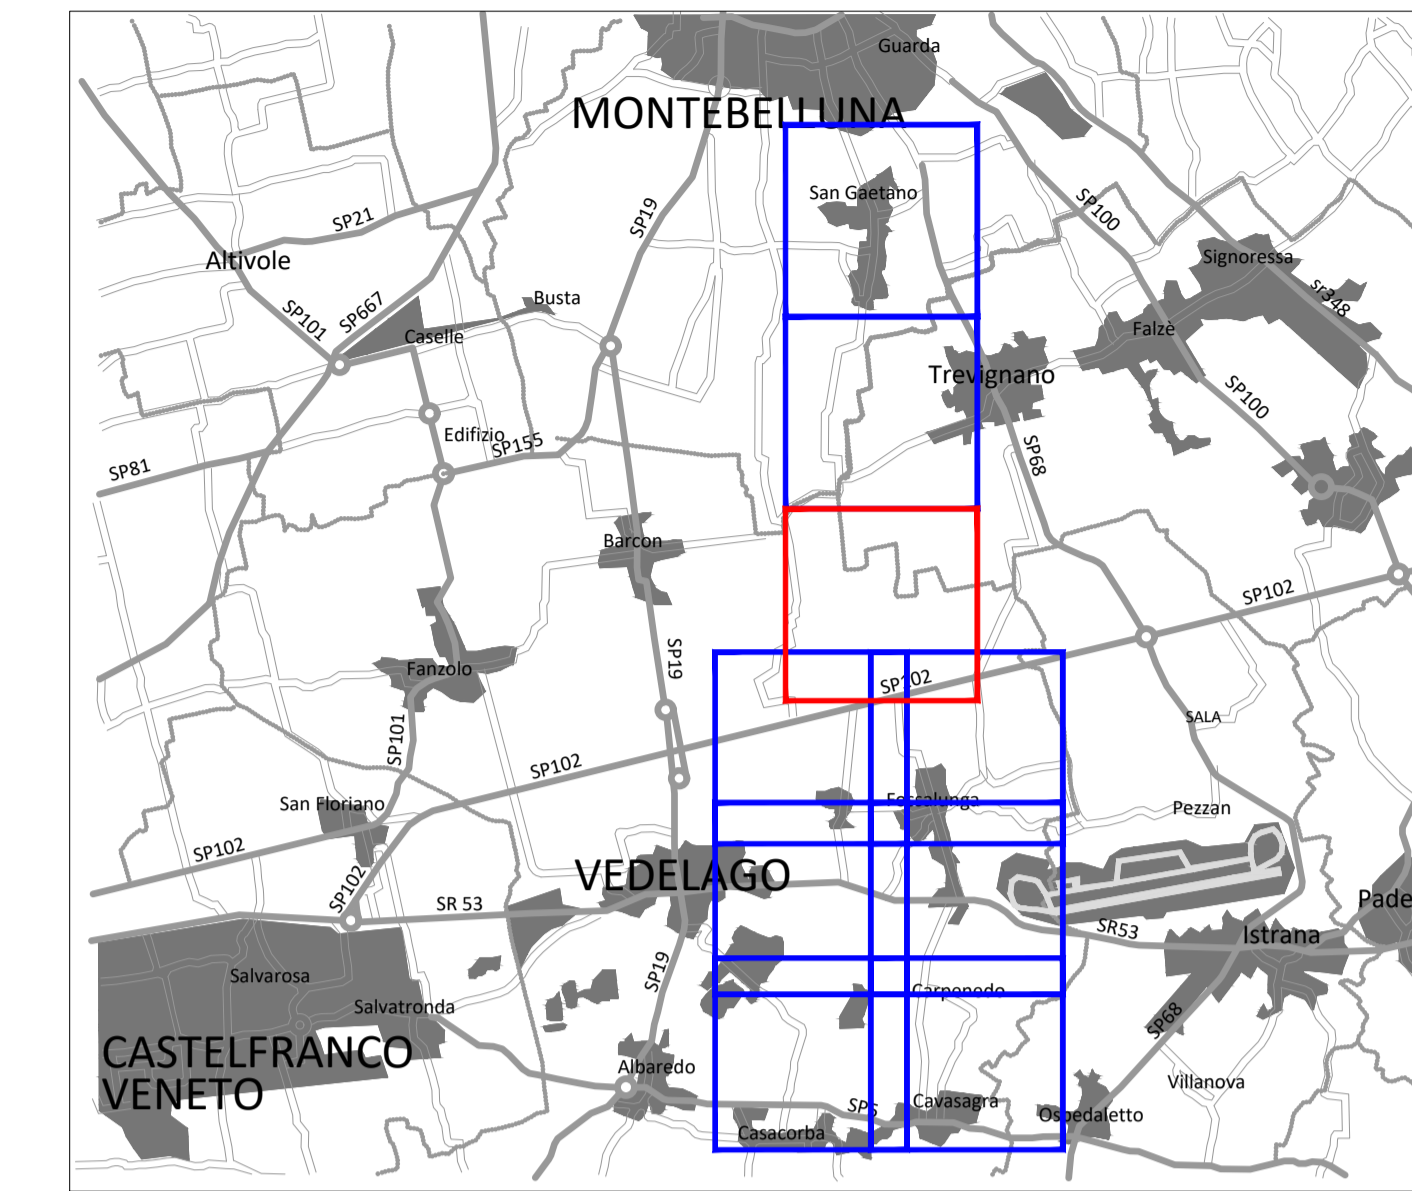 Guarda
MONTEBELLUNA
San Gaetano
SP19
SP100
SP21
Altivole
Signoressa
sr348
SP101
SP667
Busta
Caselle
Falzè
Trevignano
SP100
Edifizio
SP155
SP68
SP81
Barcon
SP102
SP19
Fanzolo
SP102
SALA
SP101
SP102
San Floriano
Fossalunga
Pezzan
SP102
VEDELAGO
SP102
SR 53
Pade
SR53
Istrana
SP19
Salvarosa
Carpenedo
Salvatronda
SP68
CASTELFRANCO
VENETO
Albaredo
Villanova
SP5
Cavasagra
Ospedaletto
Casacorba